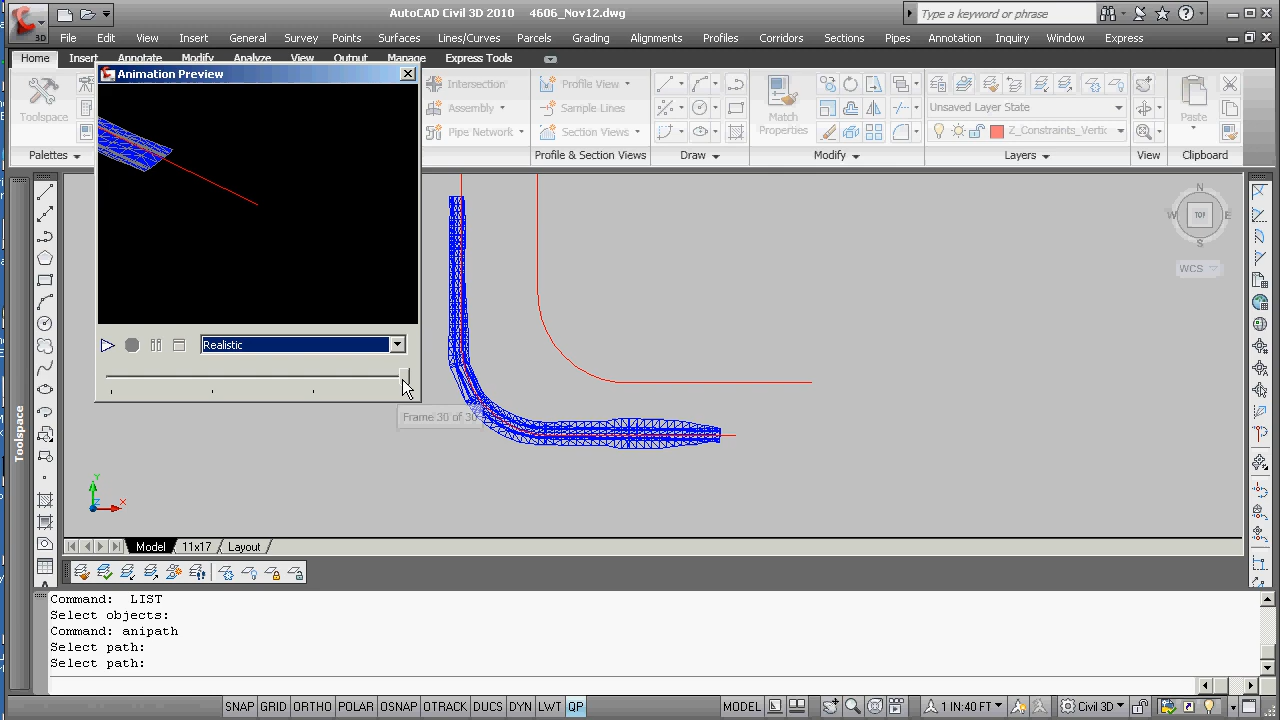 AutoCAD Civil 3D 2010 4606_Nov12.dwg
Type a keyword or phrase
3D
File Edit View Insert General Survey Points Surfaces Lines/Curves Parcels Grading Alignments Profiles Corridors Sections Pipes Annotation Inquiry Window Express
Home Insert Annotate Modify Analyze View Output Manage Express Tools
Animation Preview
Toolspace
Palettes
Intersection
Assembly
Pipe Network
Profile View
Sample Lines
Section Views
Profile & Section Views
Draw
Match
Properties
Modify
Unsaved Layer State
Z_Constraints_Vertic
Layers
View
Paste
Clipboard
Realistic
Frame 30 of 30
Toolspace
N
W TOP E
S
WCS
Y
Z X
Model 11x17 Layout
Command: LIST
Select objects:
Command: anipath
Select path:
Select path:
SNAP GRID ORTHO POLAR OSNAP OTRACK DUCS DYN LWT QP
MODEL
1 IN:40 FT
Civil 3D